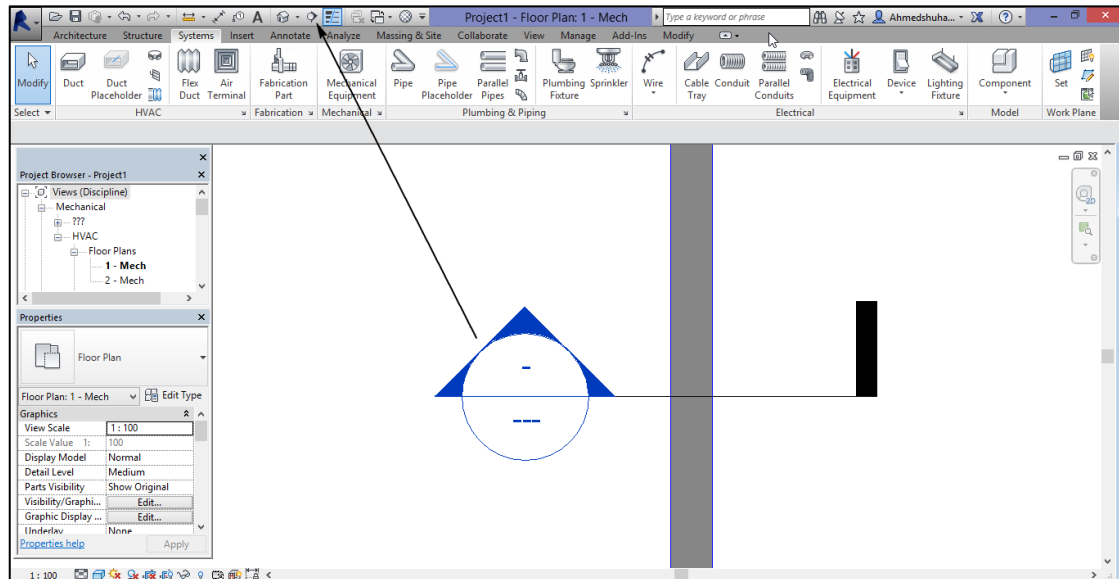 Project1 - Floor Plan: 1 - Mech
Type a keyword or phrase
Ahmedshuha...
Architecture Structure Systems Insert Annotate Analyze Massing & Site Collaborate View Manage Add-Ins Modify
Modify Duct Duct Placeholder Flex Duct Air Terminal Fabrication Part Mechanical Equipment Pipe Pipe Placeholder Parallel Pipes Plumbing Fixture Sprinkler Wire Cable Tray Conduit Parallel Conduits Electrical Equipment Device Lighting Fixture Component Set
Select HVAC Fabrication Mechanical Plumbing & Piping Electrical Model Work Plane
Project Browser - Project1
Views (Discipline)
Mechanical
???
HVAC
Floor Plans
1 - Mech
2 - Mech
Properties
Floor Plan
Floor Plan: 1 - Mech Edit Type
Graphics
View Scale 1 : 100
Scale Value 1: 100
Display Model Normal
Detail Level Medium
Parts Visibility Show Original
Visibility/Graphi... Edit...
Graphic Display ... Edit...
Underlay None
Properties help Apply
2D
-
---
1 : 100